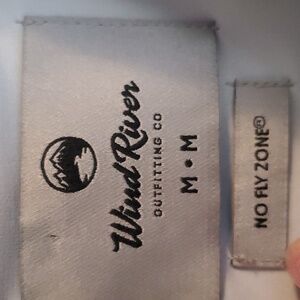 Wind River
OUTFITTING CO
M • M
NO FLY ZONE®